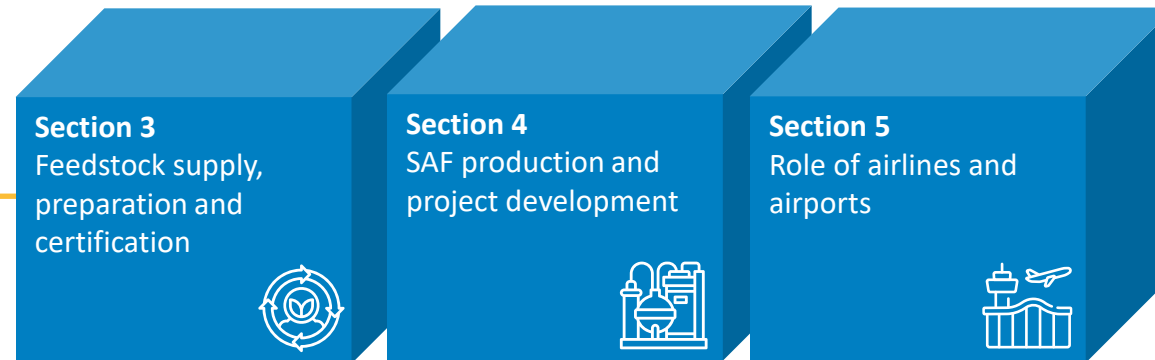 Section 3
Feedstock supply,
preparation and
certification
Section 4
SAF production and
project development
Section 5
Role of airlines and
airports